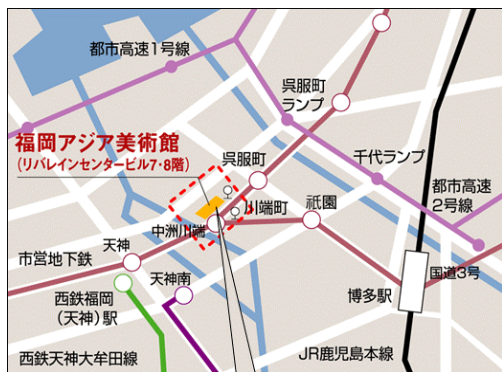 都市高速1号線
呉服町
ランプ
福岡アジア美術館
(リバレインセンタービル7・8階)
呉服町
千代ランプ
都市高速
2号線
川端町
祇園
中洲川端
天神
市営地下鉄
国道3号
天神南
博多駅
西鉄福岡
(天神)駅
西鉄天神大牟田線
JR鹿児島本線